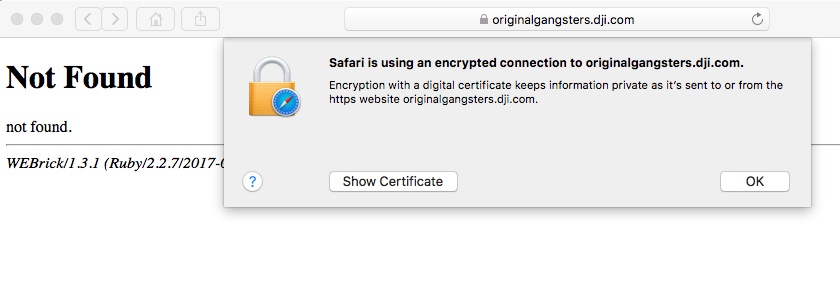 originalgangsters.dji.com
Not Found
not found.
WEBrick/1.3.1 (Ruby/2.2.7/2017-
Safari is using an encrypted connection to originalgangsters.dji.com.
Encryption with a digital certificate keeps information private as it's sent to or from the
https website originalgangsters.dji.com.
?
Show Certificate
OK